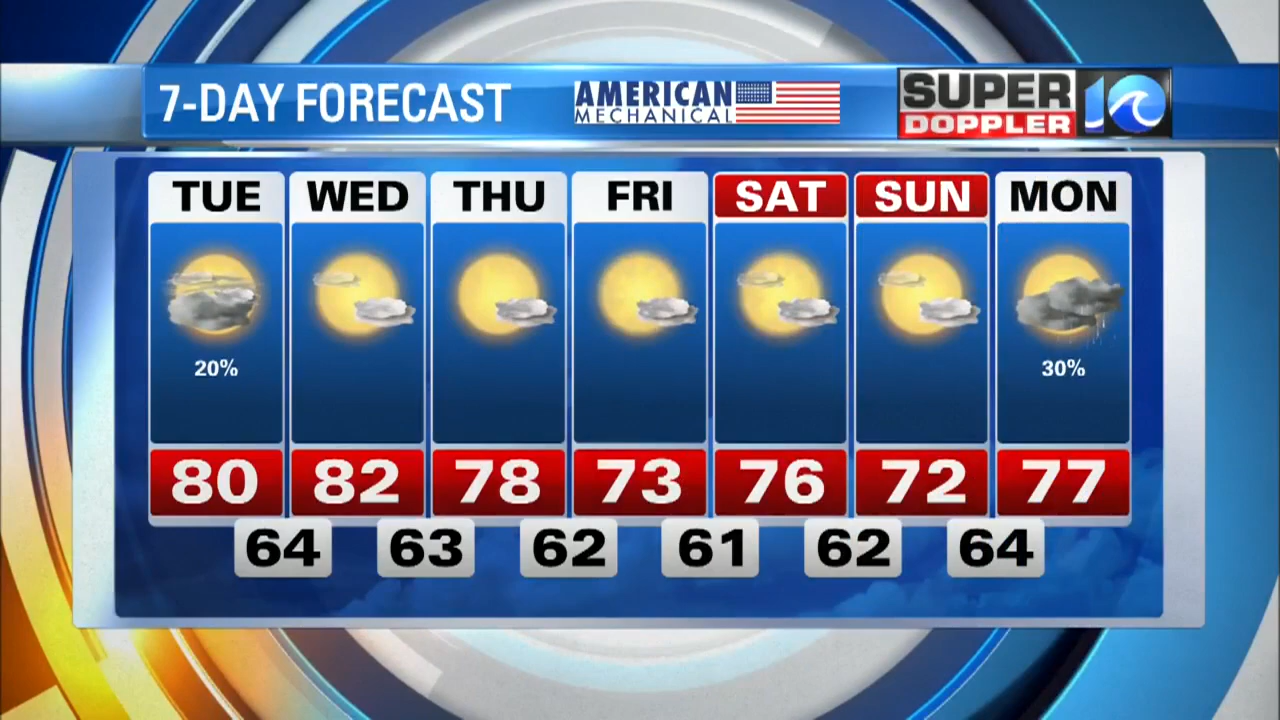 7-DAY FORECAST
AMERICAN
MECHANICAL
SUPER
DOPPLER
10
TUE WED THU FRI SAT SUN MON
20% 30%
80 82 78 73 76 72 77
64 63 62 61 62 64